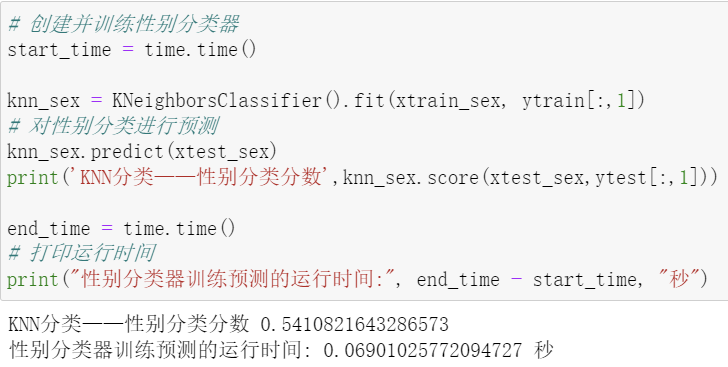 # 创建并训练性别分类器
start_time = time.time()
knn_sex = KNeighborsClassifier().fit(xtrain_sex, ytrain[:,1])
# 对性别分类进行预测
knn_sex.predict(xtest_sex)
print('KNN分类——性别分类分数',knn_sex.score(xtest_sex,ytest[:,1]))
end_time = time.time()
# 打印运行时间
print("性别分类器训练预测的运行时间:", end_time - start_time, "秒")
KNN分类——性别分类分数 0.5410821643286573
性别分类器训练预测的运行时间: 0.06901025772094727 秒